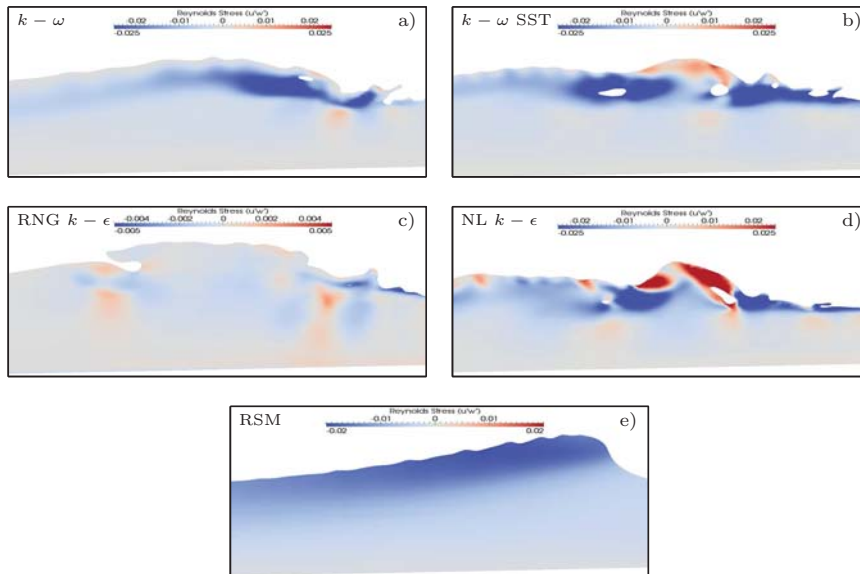 k − ω
Reynolds Stress (u'w')
a)
-0.02 -0.01 0 0.01 0.02
-0.025 0.025
k − ω SST
Reynolds Stress (u'w')
b)
-0.02 -0.01 0 0.01 0.02
-0.025 0.025
RNG k − ϵ
Reynolds Stress (u'w')
c)
-0.004 -0.002 0 0.002 0.004
-0.005 0.005
NL k − ϵ
Reynolds Stress (u'w')
d)
-0.02 -0.01 0 0.01 0.02
-0.025 0.025
RSM
Reynolds Stress (u'w')
e)
-0.01 0 0.01
-0.02 0.02